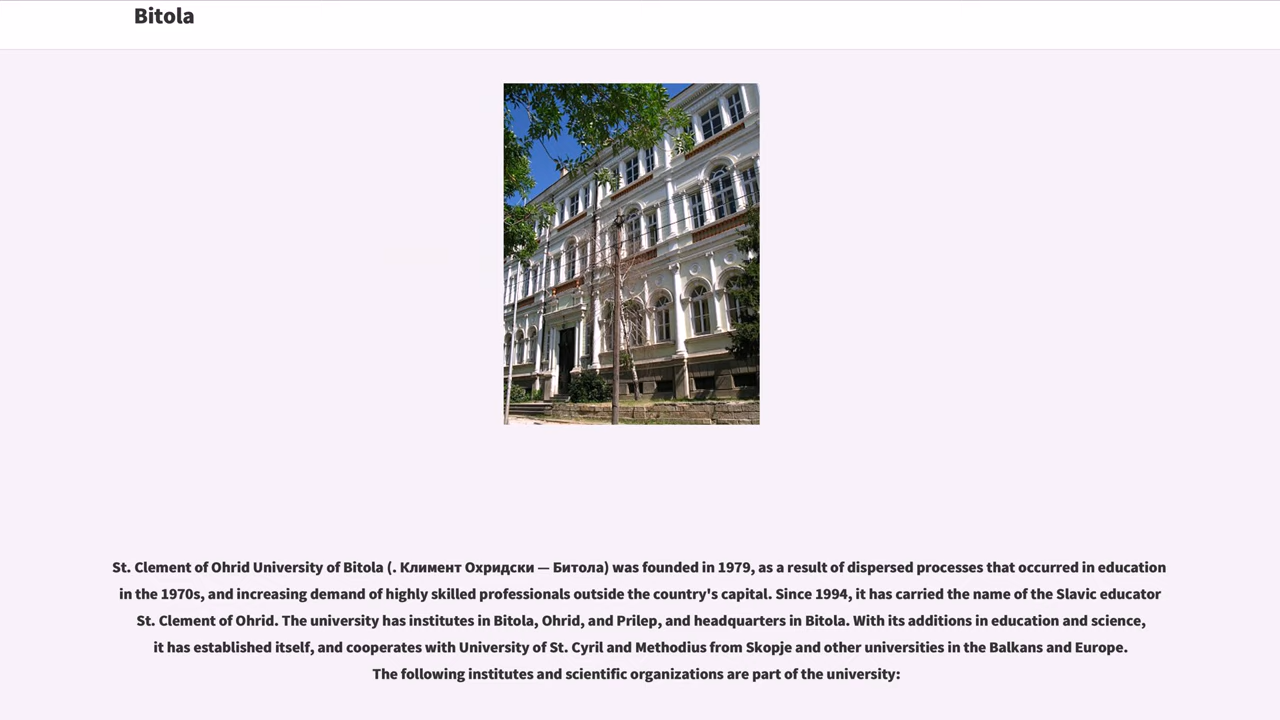 Bitola
St. Clement of Ohrid University of Bitola (. Климент Охридски — Битола) was founded in 1979, as a result of dispersed processes that occurred in education
in the 1970s, and increasing demand of highly skilled professionals outside the country's capital. Since 1994, it has carried the name of the Slavic educator
St. Clement of Ohrid. The university has institutes in Bitola, Ohrid, and Prilep, and headquarters in Bitola. With its additions in education and science,
it has established itself, and cooperates with University of St. Cyril and Methodius from Skopje and other universities in the Balkans and Europe.
The following institutes and scientific organizations are part of the university: